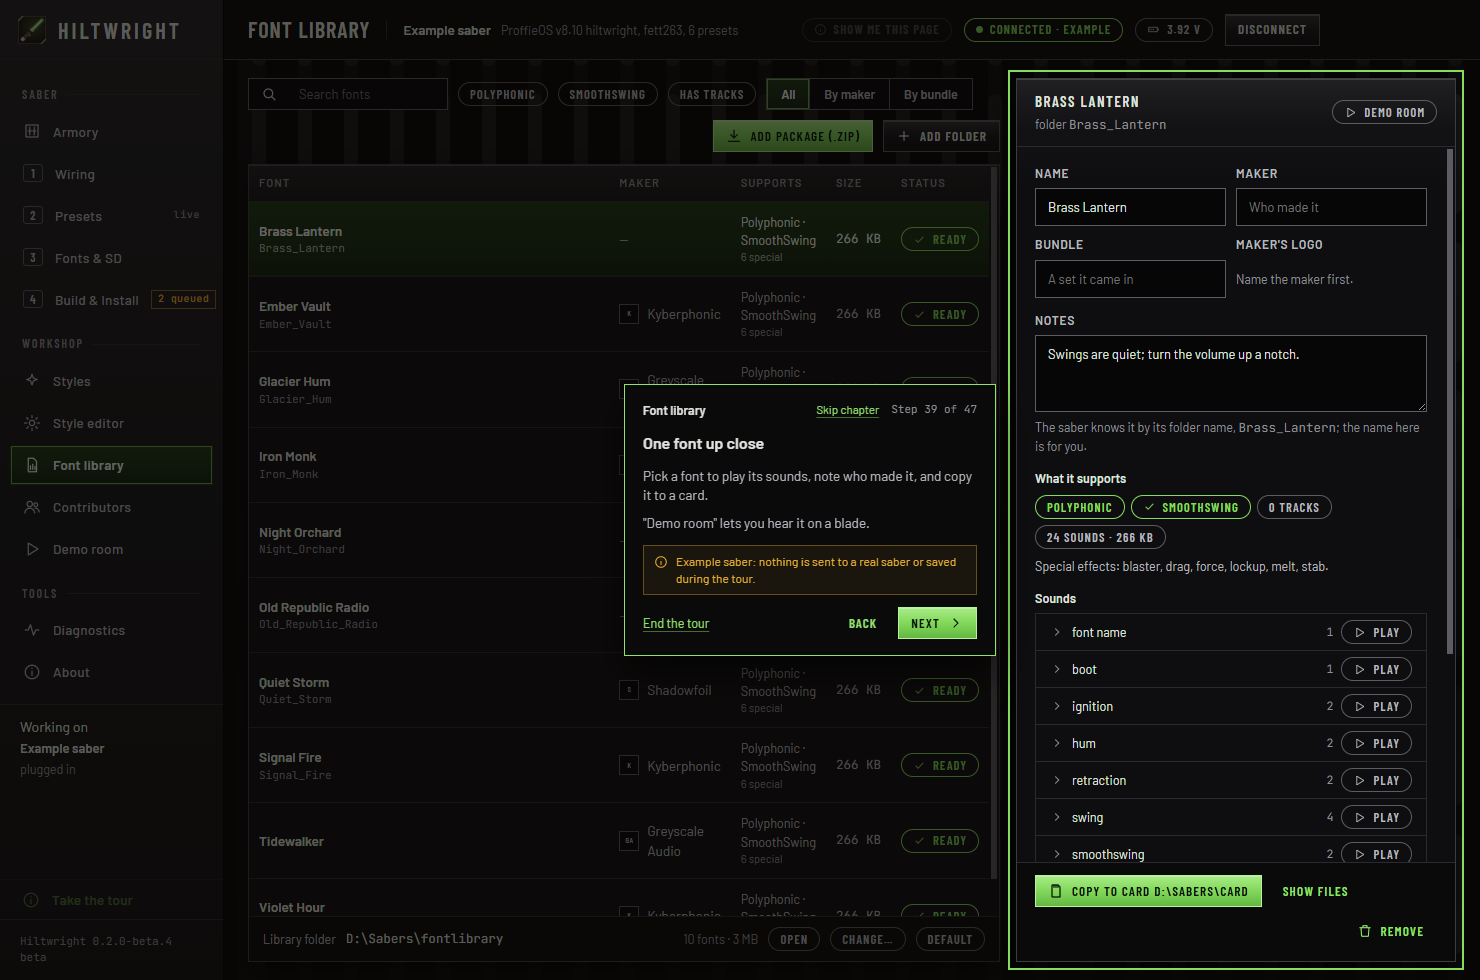 HILTWRIGHT
SABER
Armory
1 Wiring
2 Presets live
3 Fonts & SD
4 Build & Install 2 queued
WORKSHOP
Styles
Style editor
Font library
Contributors
Demo room
TOOLS
Diagnostics
About
Working on
Example saber
plugged in
Take the tour
Hiltwright 0.2.0-beta.4
beta
FONT LIBRARY
Example saber ProffieOS v8.10 hiltwright, fett263, 6 presets
SHOW ME THIS PAGE
CONNECTED · EXAMPLE
3.92 V
DISCONNECT
Search fonts
POLYPHONIC
SMOOTHSWING
HAS TRACKS
All
By maker
By bundle
ADD PACKAGE (.ZIP)
ADD FOLDER
FONT MAKER SUPPORTS SIZE STATUS
Brass Lantern
Brass_Lantern
—
Polyphonic ·
SmoothSwing
6 special
266 KB
READY
Ember Vault
Ember_Vault
K Kyberphonic
Polyphonic ·
SmoothSwing
6 special
266 KB
READY
Glacier Hum
Glacier_Hum
Greyscale
Polyphonic ·
Iron Monk
Iron_Monk
Night Orchard
Night_Orchard
Old Republic Radio
Old_Republic_Radio
Quiet Storm
Quiet_Storm
S Shadowfoil
Polyphonic ·
SmoothSwing
6 special
266 KB
READY
Signal Fire
Signal_Fire
K Kyberphonic
Polyphonic ·
SmoothSwing
6 special
266 KB
READY
Tidewalker
GA Greyscale
Audio
Polyphonic ·
SmoothSwing
6 special
266 KB
READY
Violet Hour
Violet_Hour
K Kyberphonic
Polyphonic ·
SmoothSwing
266 KB
READY
Library folder D:\Sabers\fontlibrary
10 fonts · 3 MB
OPEN
CHANGE...
DEFAULT
Font library
Skip chapter
Step 39 of 47
One font up close
Pick a font to play its sounds, note who made it, and copy
it to a card.
"Demo room" lets you hear it on a blade.
Example saber: nothing is sent to a real saber or saved
during the tour.
End the tour
BACK
NEXT
BRASS LANTERN
folder Brass_Lantern
DEMO ROOM
NAME
Brass Lantern
MAKER
Who made it
BUNDLE
A set it came in
MAKER'S LOGO
Name the maker first.
NOTES
Swings are quiet; turn the volume up a notch.
The saber knows it by its folder name, Brass_Lantern; the name here
is for you.
What it supports
POLYPHONIC
SMOOTHSWING
0 TRACKS
24 SOUNDS · 266 KB
Special effects: blaster, drag, force, lockup, melt, stab.
Sounds
font name 1 PLAY
boot 1 PLAY
ignition 2 PLAY
hum 2 PLAY
retraction 2 PLAY
swing 4 PLAY
smoothswing 2 PLAY
COPY TO CARD D:\SABERS\CARD
SHOW FILES
REMOVE